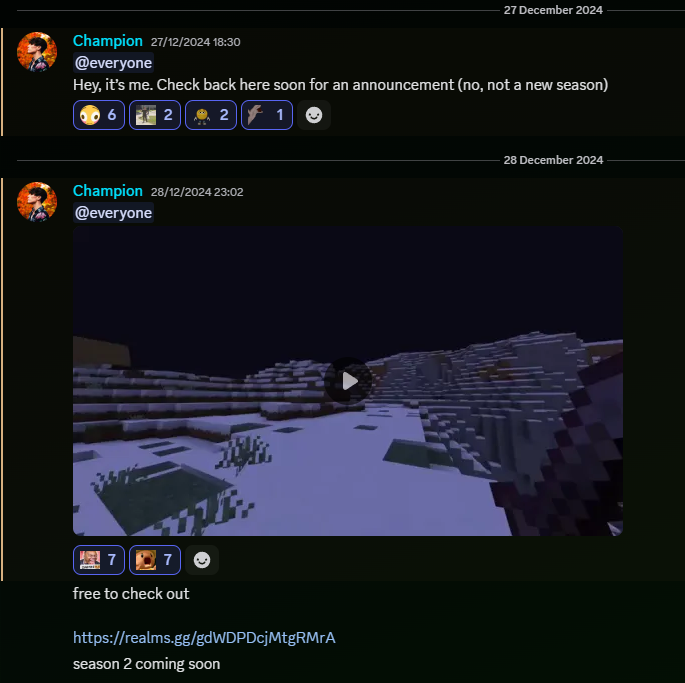 27 December 2024
Champion 27/12/2024 18:30
@everyone
Hey, it’s me. Check back here soon for an announcement (no, not a new season)
6 2 2 1
28 December 2024
Champion 28/12/2024 23:02
@everyone
7 7
free to check out
https://realms.gg/gdWDPDcjMtgRMrA
season 2 coming soon